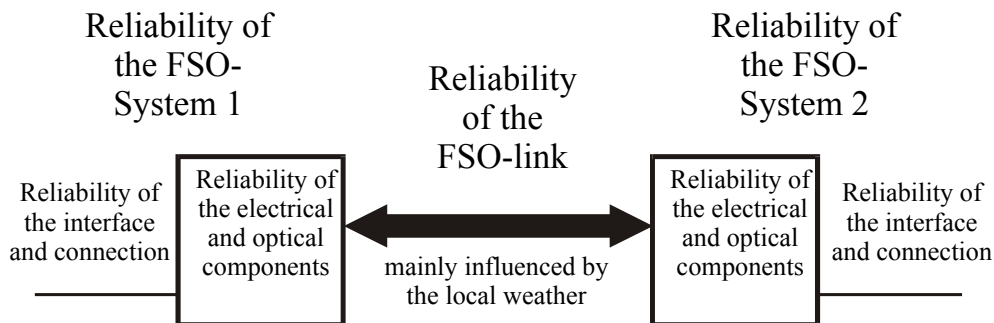 Reliability of
the FSO-
System 1
Reliability
of the
FSO-link
Reliability of
the FSO-
System 2
Reliability of
the interface
and connection
Reliability of
the electrical
and optical
components
mainly influenced by
the local weather
Reliability of
the electrical
and optical
components
Reliability of
the interface
and connection